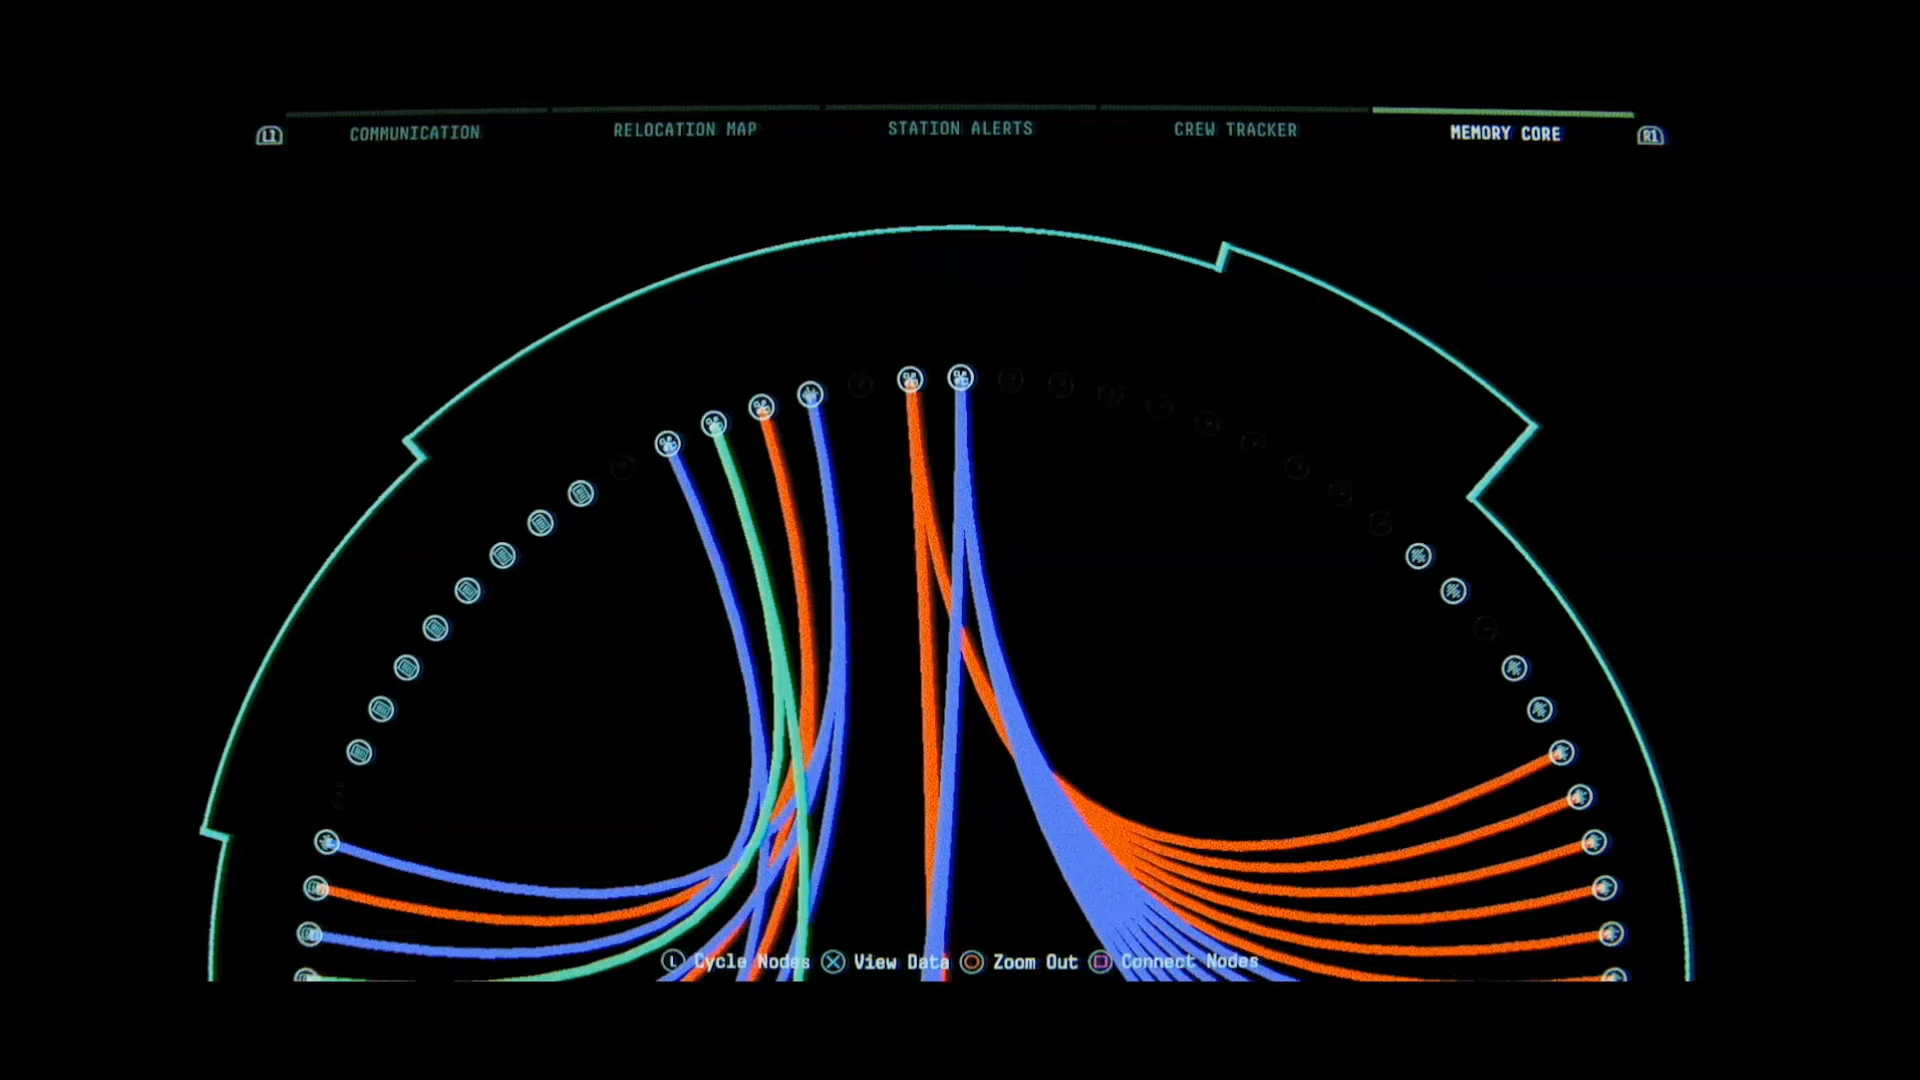 L1 COMMUNICATION RELOCATION MAP STATION ALERTS CREW TRACKER MEMORY CORE R1
L Cycle Nodes View Data Zoom Out Connect Nodes